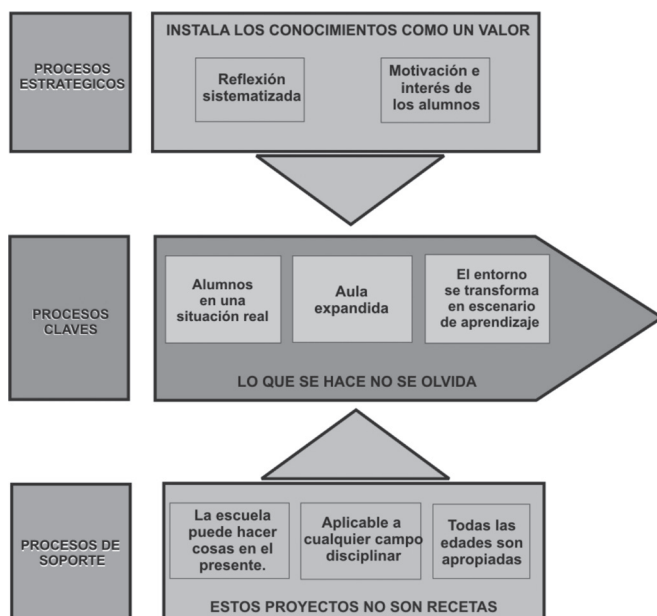 INSTALA LOS CONOCIMIENTOS COMO UN VALOR
PROCESOS
ESTRATEGICOS
Reflexión
sistematizada
Motivación e
interés de
los alumnos
PROCESOS
CLAVES
Alumnos
en una
situación real
Aula
expandida
El entorno
se transforma
en escenario
de aprendizaje
LO QUE SE HACE NO SE OLVIDA
PROCESOS DE
SOPORTE
La escuela
puede hacer
cosas en el
presente.
Aplicable a
cualquier campo
disciplinar
Todas las
edades son
apropiadas
ESTOS PROYECTOS NO SON RECETAS